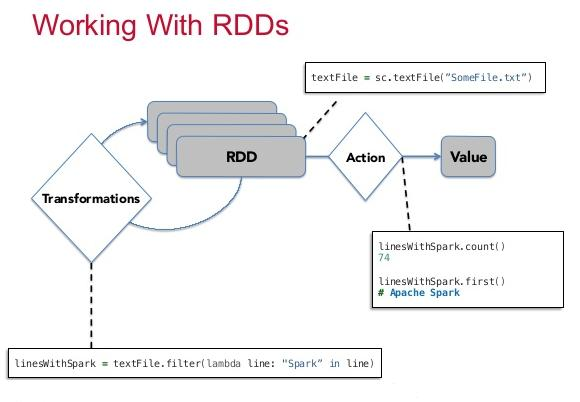 Working With RDDs
textFile = sc.textFile(”SomeFile.txt”)
RDD
Action
Value
Transformations
linesWithSpark.count()
74
linesWithSpark.first()
# Apache Spark
linesWithSpark = textFile.filter(lambda line: "Spark” in line)